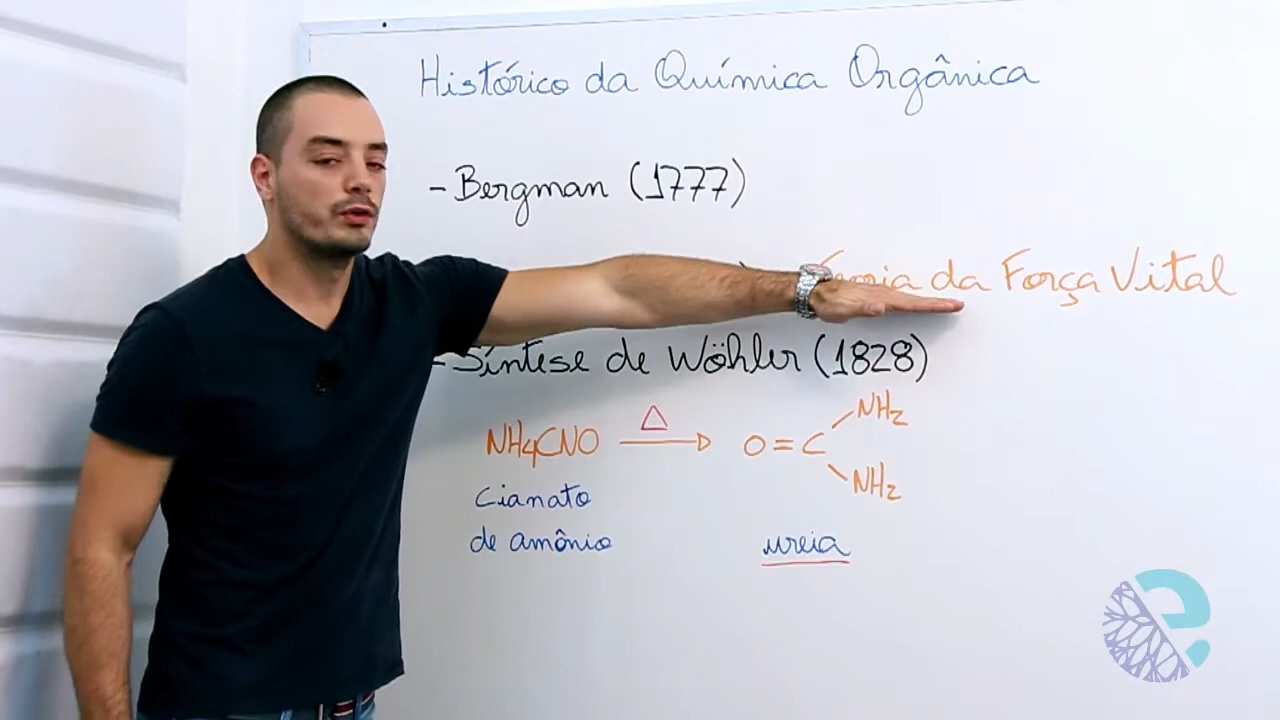 Histórico da Química Orgânica
- Bergman (1777)
Teoria da Força Vital
- Síntese de Wöhler (1828)
NH4CNO △ → O = C
NH2
NH2
Cianato
de amônio
ureia